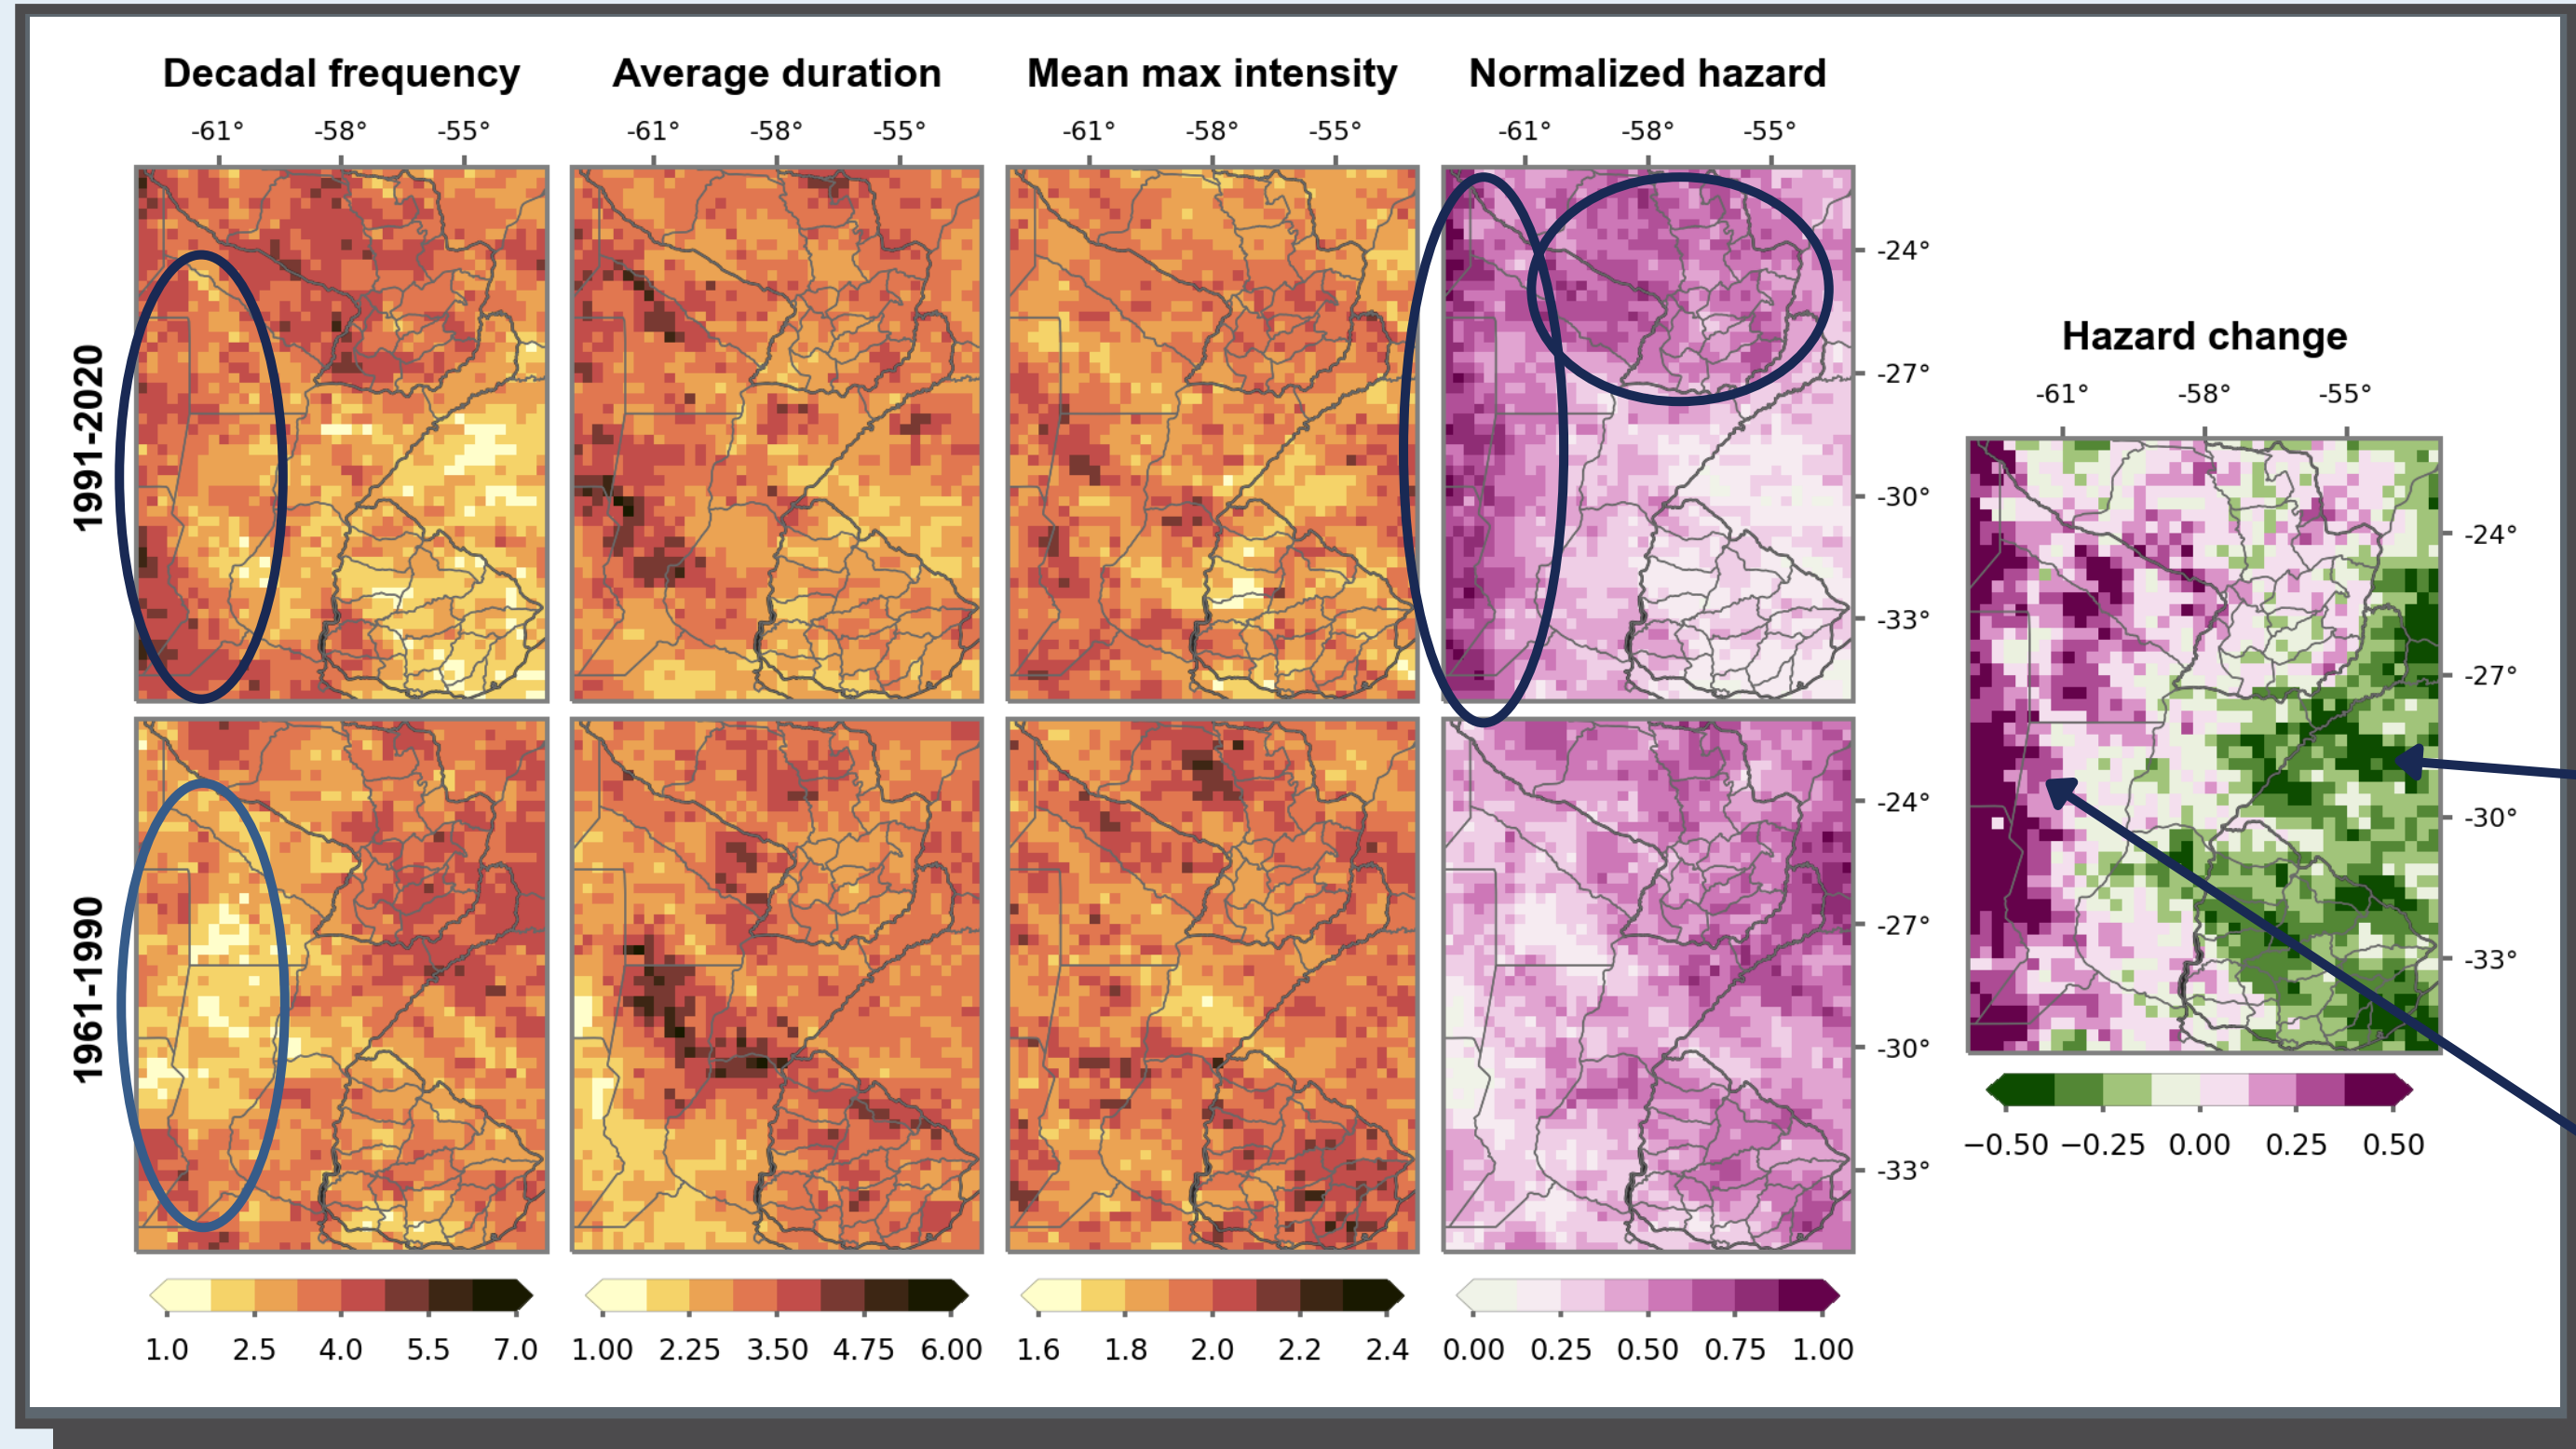 Decadal frequency Average duration Mean max intensity Normalized hazard
-61° -58° -55° -61° -58° -55° -61° -58° -55° -61° -58° -55°
1991-2020
-24°
-27°
-30°
-33°
1961-1990
-24°
-27°
-30°
-33°
1.0 2.5 4.0 5.5 7.0 1.00 2.25 3.50 4.75 6.00 1.6 1.8 2.0 2.2 2.4 0.00 0.25 0.50 0.75 1.00
Hazard change
-61° -58° -55°
-24°
-27°
-30°
-33°
−0.50 −0.25 0.00 0.25 0.50